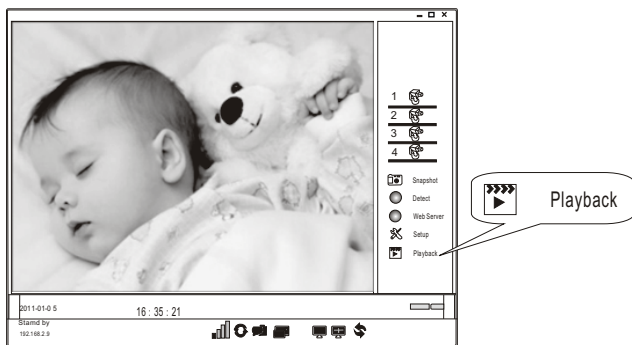 1
2
3
4
Snapshot
Detect
Web Server
Setup
Playback
Playback
2011-01-0 5
16 : 35 : 21
Stamd by
192.168.2.9